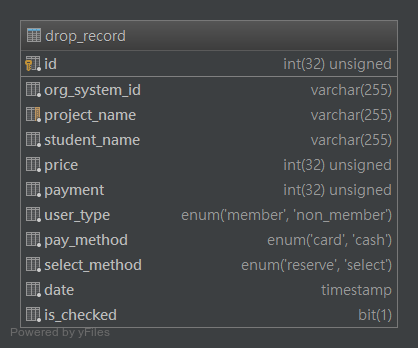 drop_record
id int(32) unsigned
org_system_id varchar(255)
project_name varchar(255)
student_name varchar(255)
price int(32) unsigned
payment int(32) unsigned
user_type enum('member', 'non_member')
pay_method enum('card', 'cash')
select_method enum('reserve', 'select')
date timestamp
is_checked bit(1)
Powered by yFiles